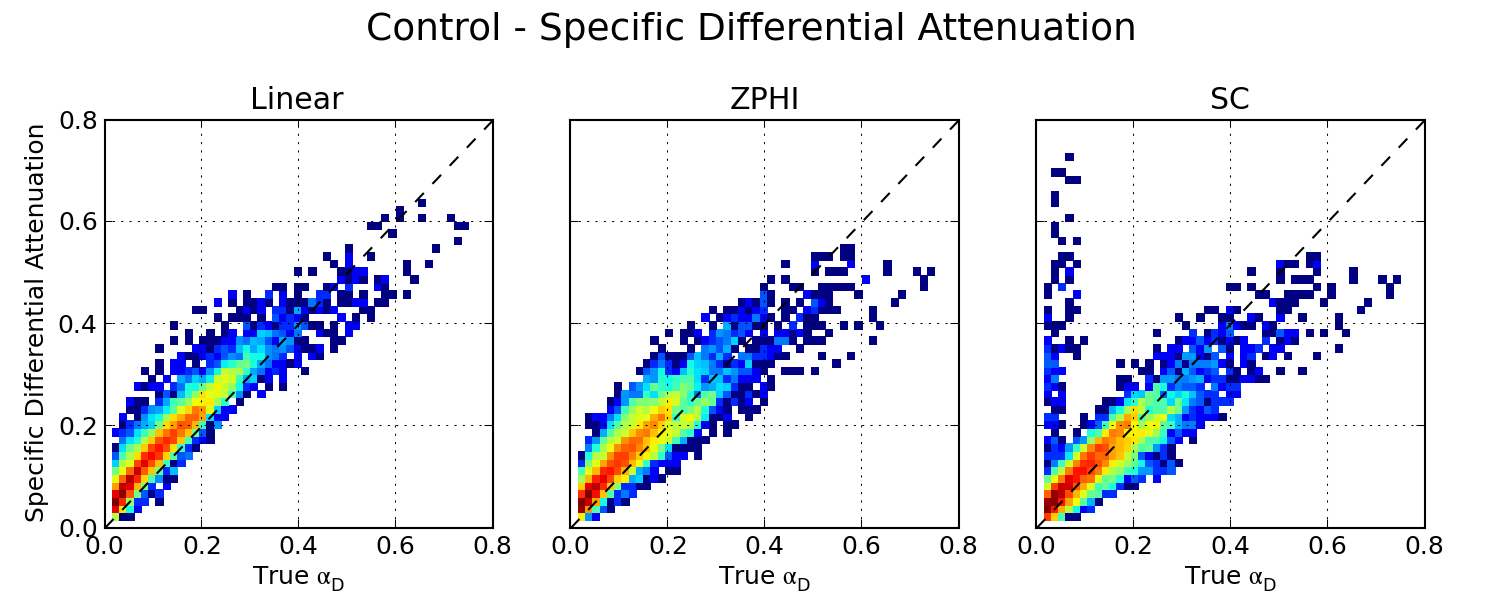 Control - Specific Differential Attenuation
Linear
ZPHI
SC
Specific Differential Attenuation
0.8
0.6
0.4
0.2
0.0
0.0 0.2 0.4 0.6 0.8
0.0 0.2 0.4 0.6 0.8
0.0 0.2 0.4 0.6 0.8
True α_D
True α_D
True α_D